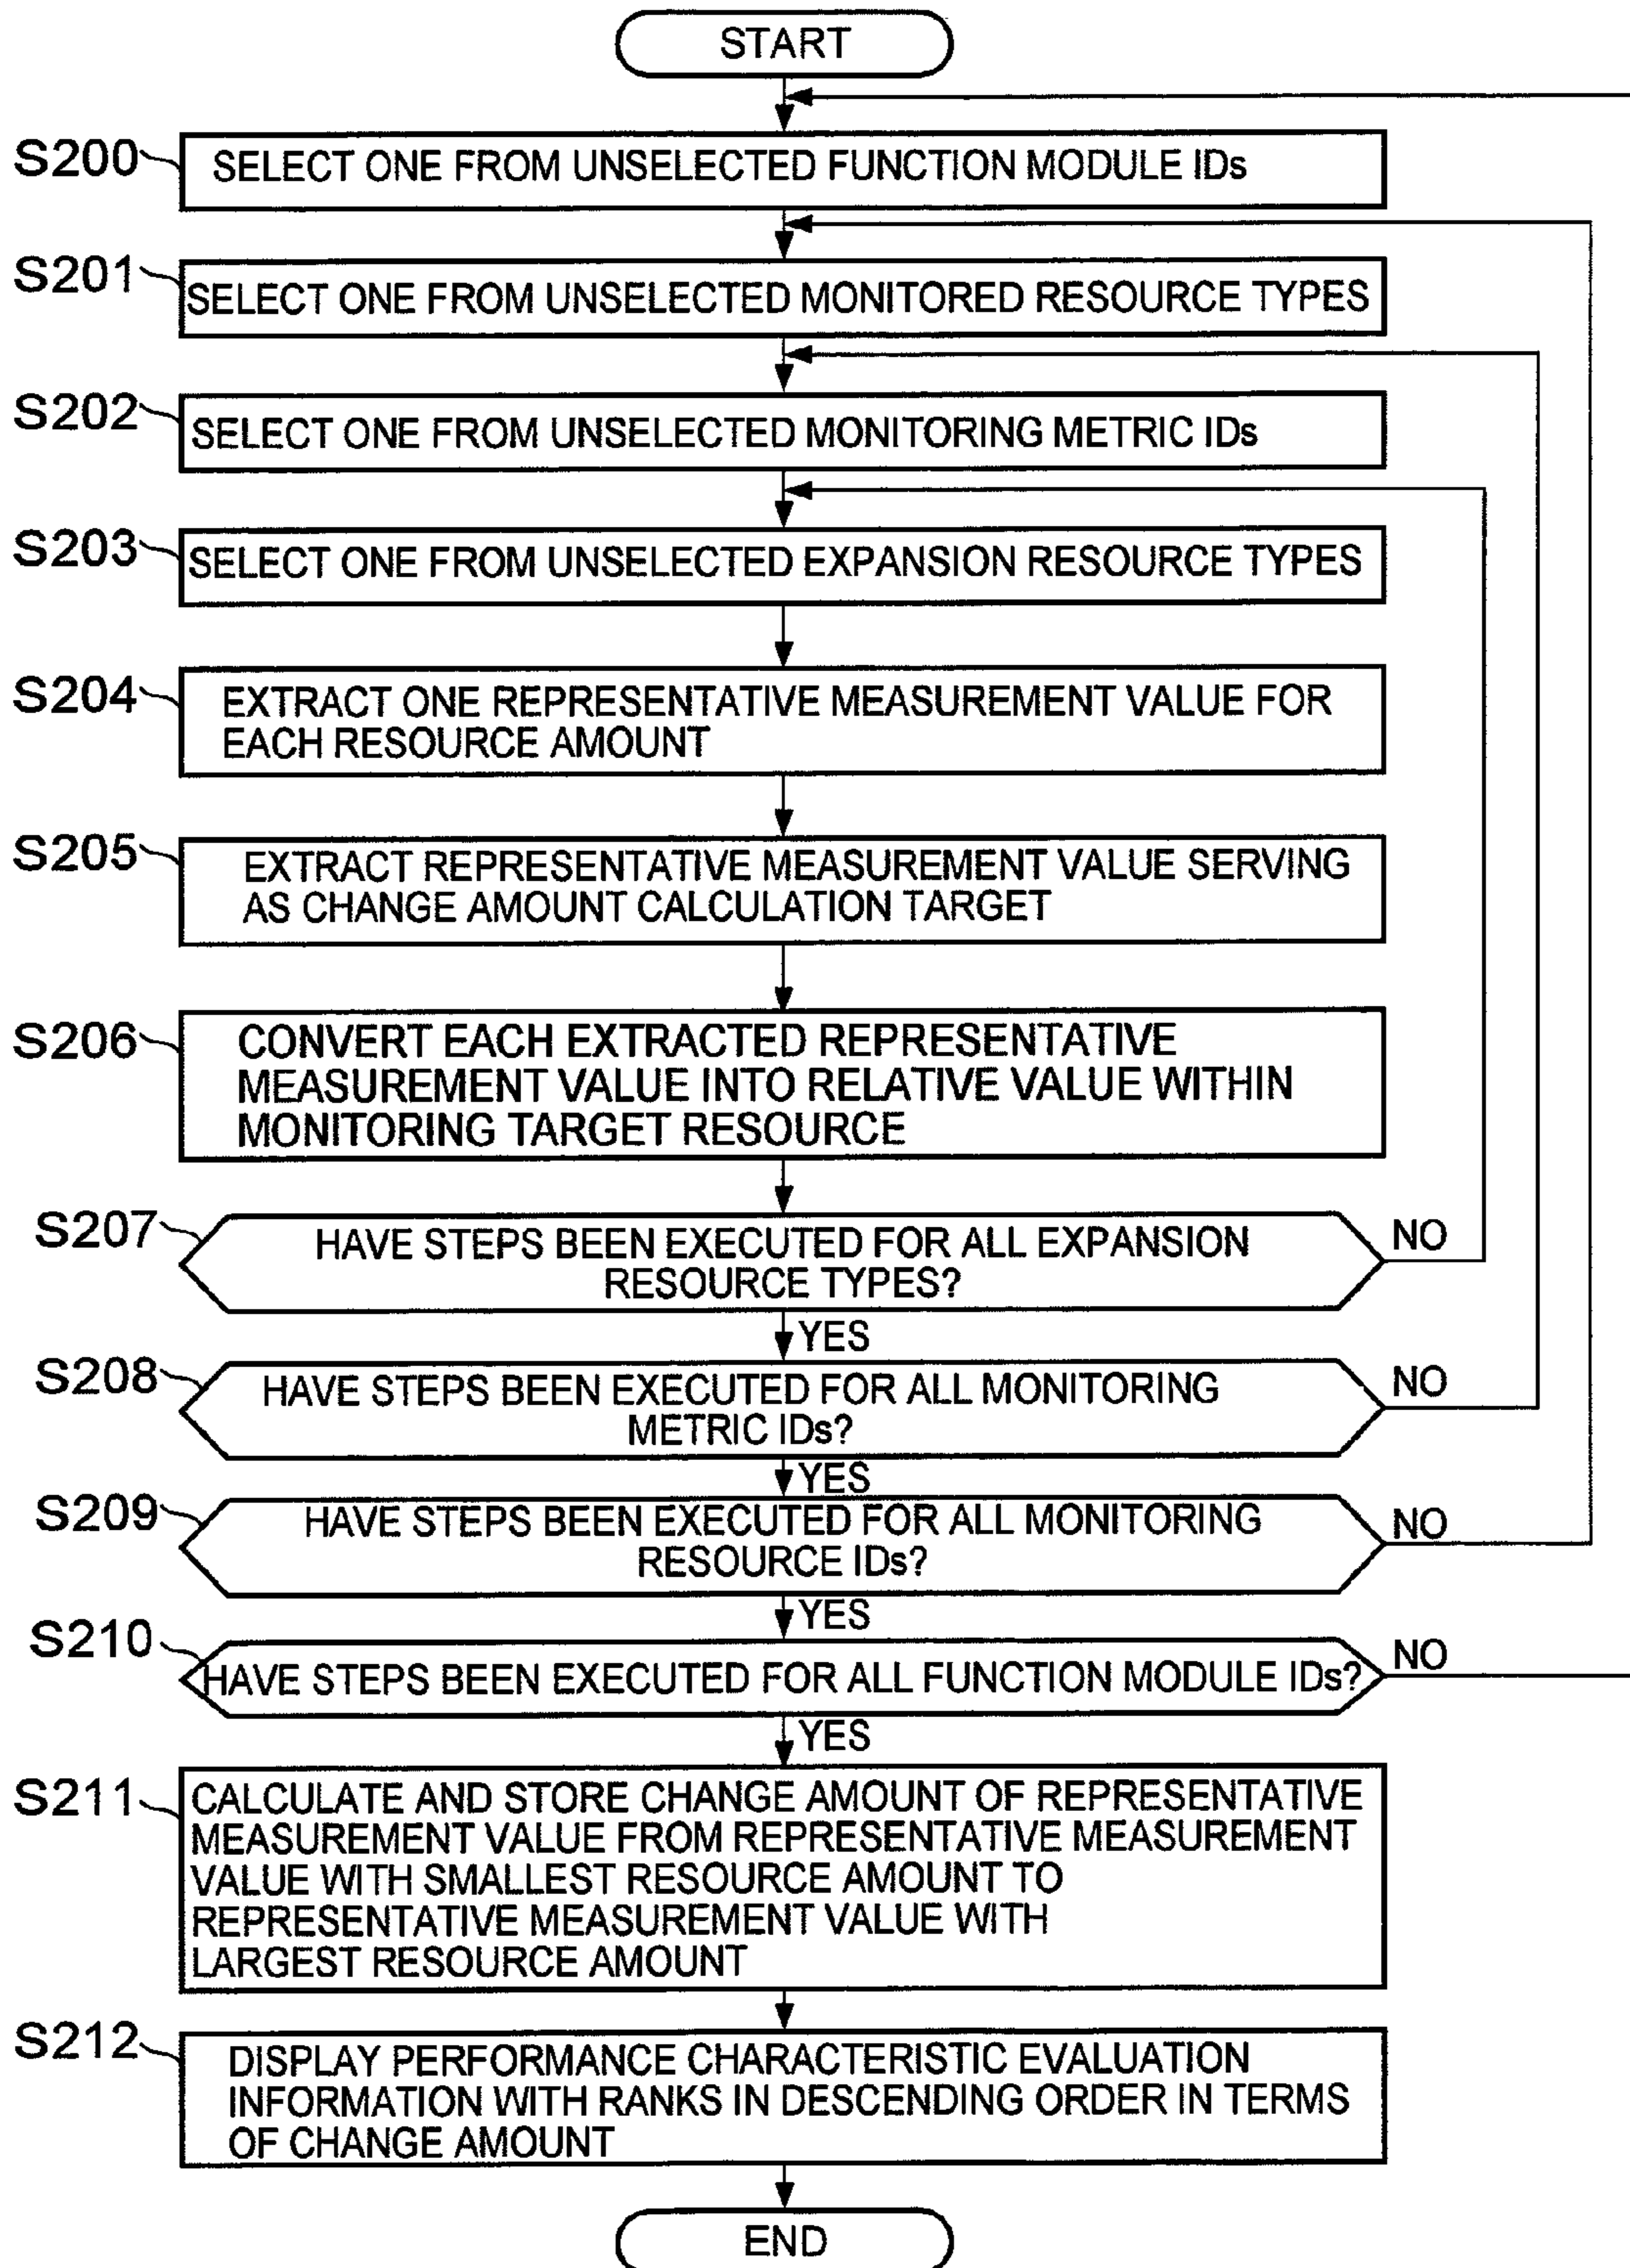 START
S200
SELECT ONE FROM UNSELECTED FUNCTION MODULE IDs
S201
SELECT ONE FROM UNSELECTED MONITORED RESOURCE TYPES
S202
SELECT ONE FROM UNSELECTED MONITORING METRIC IDs
S203
SELECT ONE FROM UNSELECTED EXPANSION RESOURCE TYPES
S204
EXTRACT ONE REPRESENTATIVE MEASUREMENT VALUE FOR
EACH RESOURCE AMOUNT
S205
EXTRACT REPRESENTATIVE MEASUREMENT VALUE SERVING
AS CHANGE AMOUNT CALCULATION TARGET
S206
CONVERT EACH EXTRACTED REPRESENTATIVE
MEASUREMENT VALUE INTO RELATIVE VALUE WITHIN
MONITORING TARGET RESOURCE
S207
HAVE STEPS BEEN EXECUTED FOR ALL EXPANSION
RESOURCE TYPES?
NO
YES
S208
HAVE STEPS BEEN EXECUTED FOR ALL MONITORING
METRIC IDs?
NO
YES
S209
HAVE STEPS BEEN EXECUTED FOR ALL MONITORING
RESOURCE IDs?
NO
YES
S210
HAVE STEPS BEEN EXECUTED FOR ALL FUNCTION MODULE IDs?
NO
YES
S211
CALCULATE AND STORE CHANGE AMOUNT OF REPRESENTATIVE
MEASUREMENT VALUE FROM REPRESENTATIVE MEASUREMENT
VALUE WITH SMALLEST RESOURCE AMOUNT TO
REPRESENTATIVE MEASUREMENT VALUE WITH
LARGEST RESOURCE AMOUNT
S212
DISPLAY PERFORMANCE CHARACTERISTIC EVALUATION
INFORMATION WITH RANKS IN DESCENDING ORDER IN TERMS
OF CHANGE AMOUNT
END